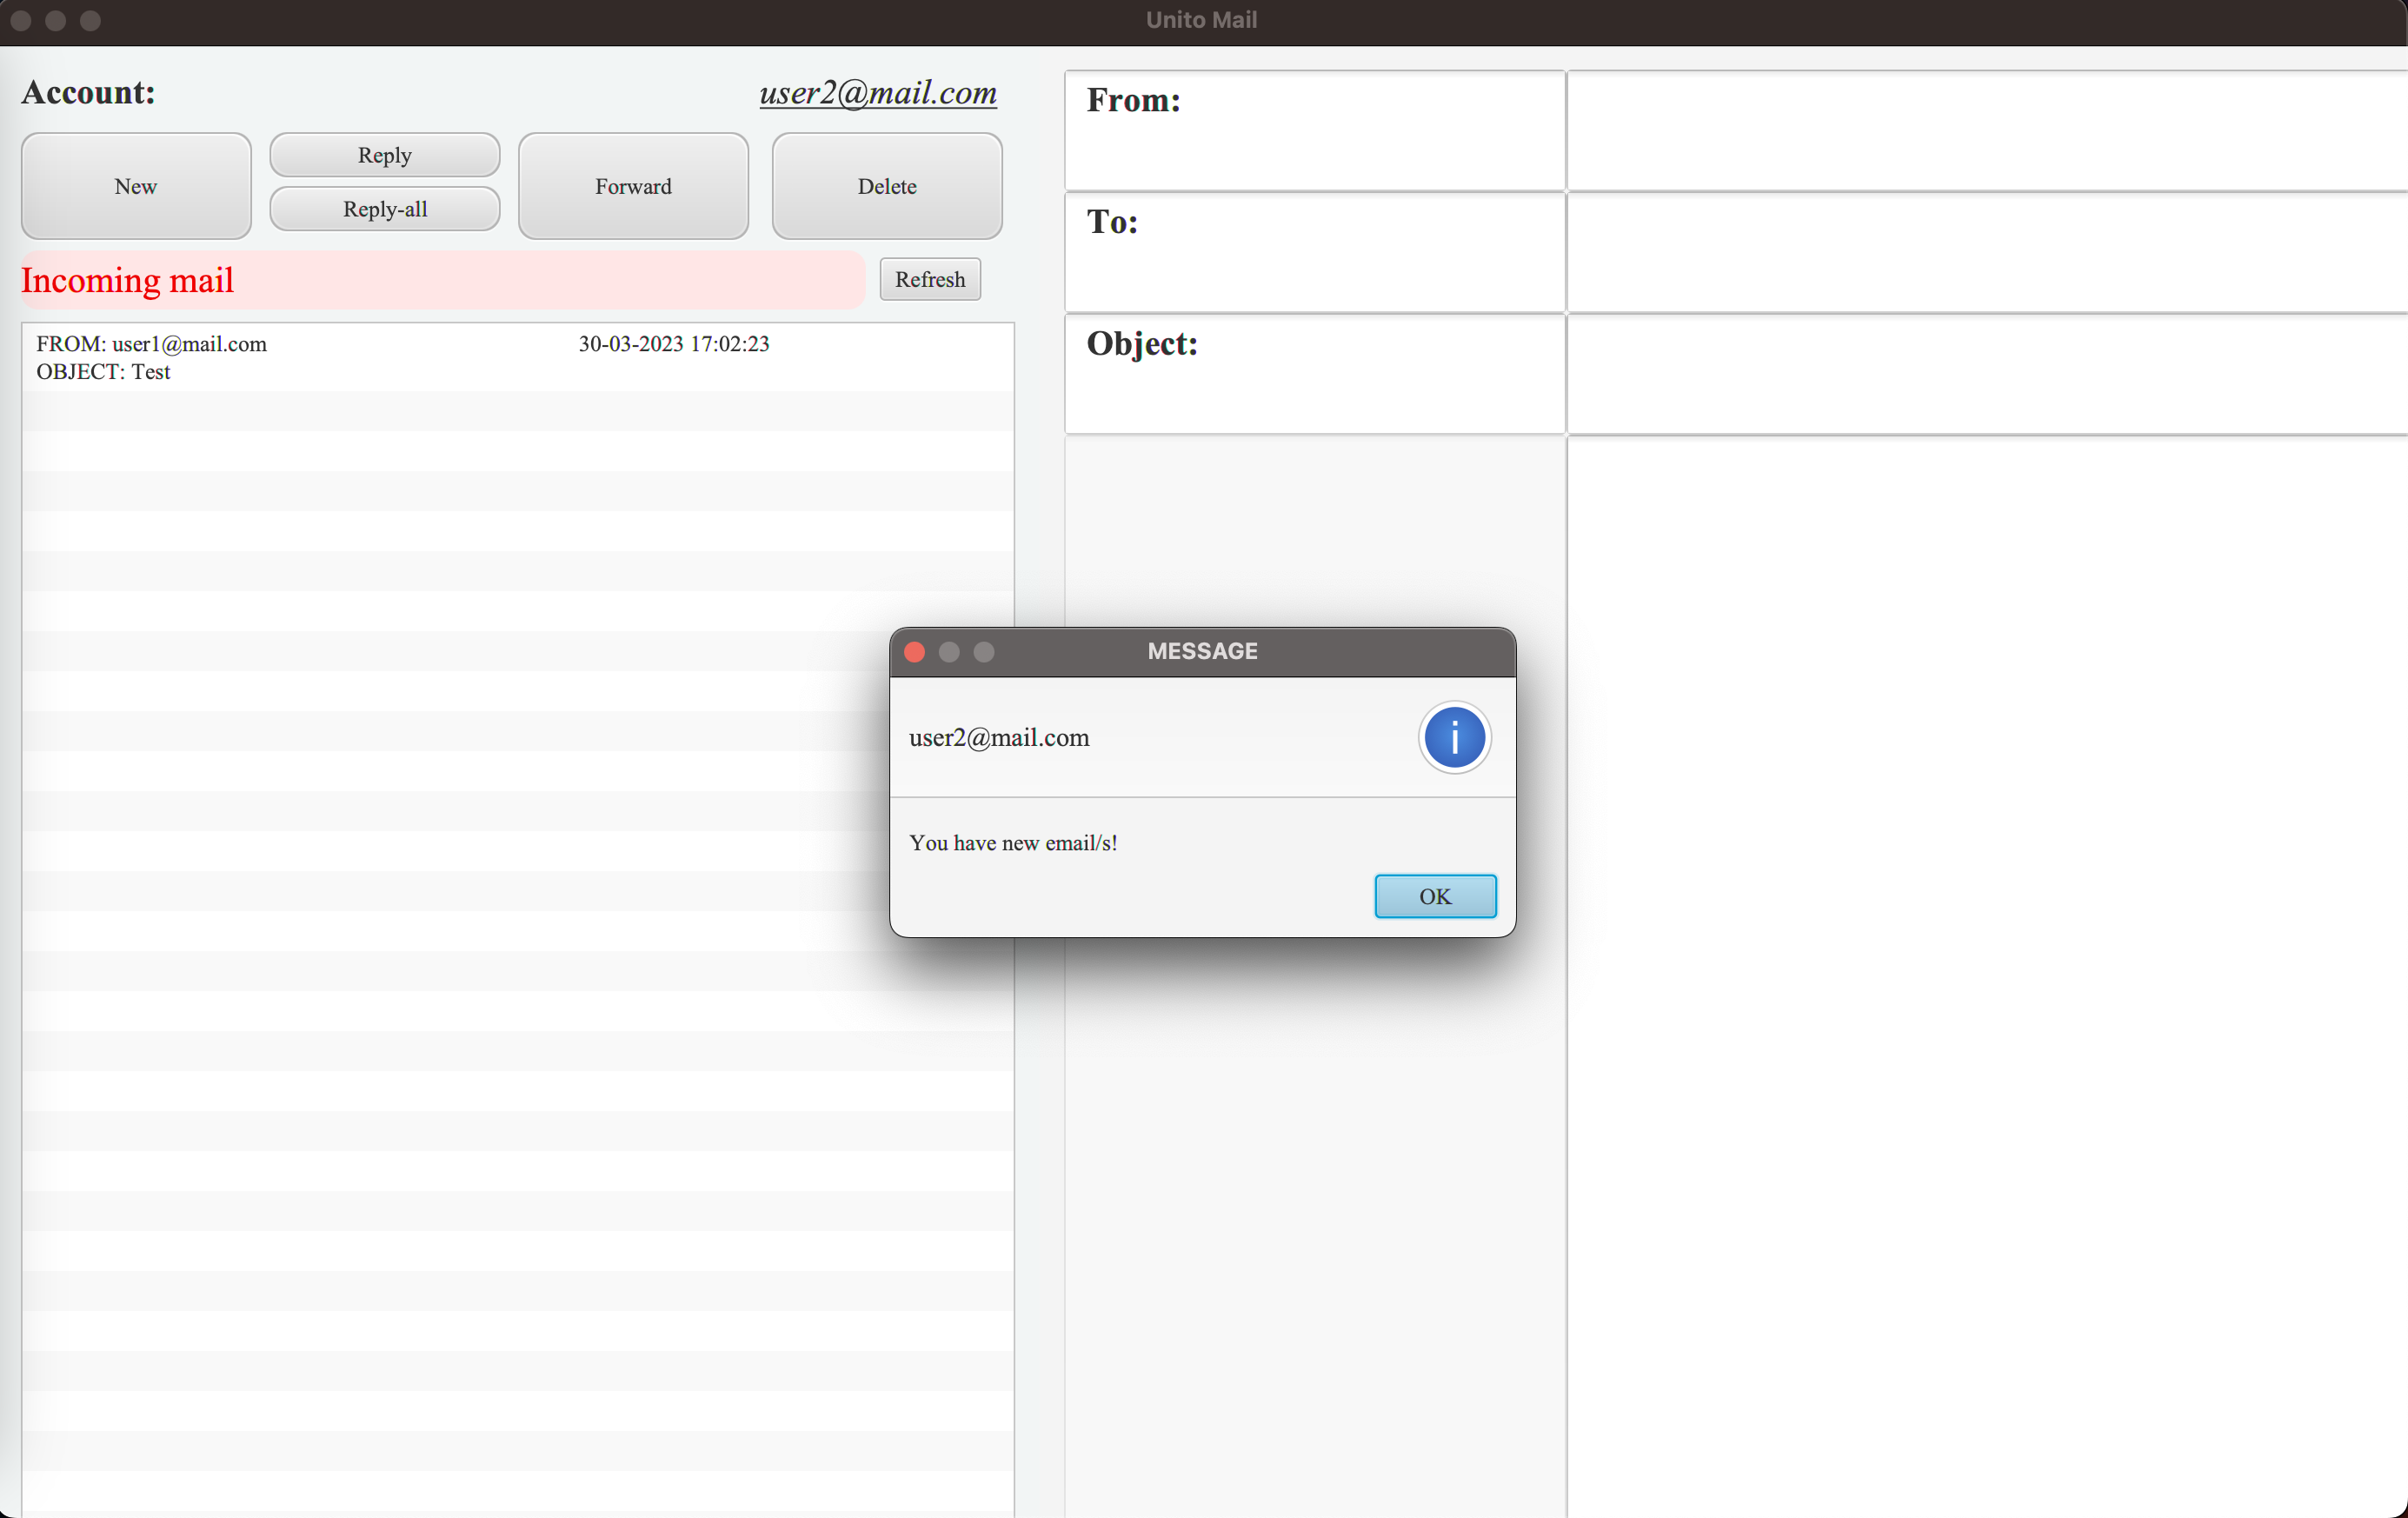 Unito Mail
Account: user2@mail.com
New
Reply
Reply-all
Forward
Delete
Incoming mail
Refresh
FROM: user1@mail.com 30-03-2023 17:02:23
OBJECT: Test
From:
To:
Object:
MESSAGE
user2@mail.com
i
You have new email/s!
OK